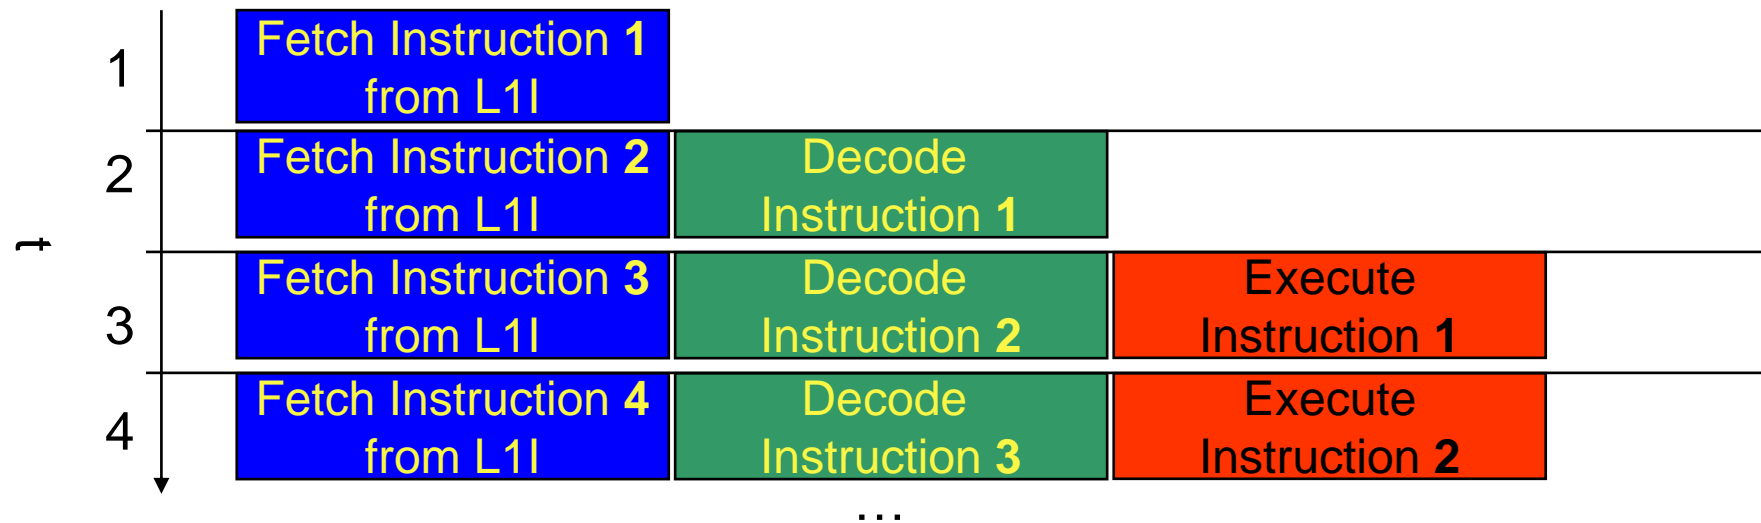 t
1
Fetch Instruction 1
from L1I
2
Fetch Instruction 2
from L1I
Decode
Instruction 1
3
Fetch Instruction 3
from L1I
Decode
Instruction 2
Execute
Instruction 1
4
Fetch Instruction 4
from L1I
Decode
Instruction 3
Execute
Instruction 2
...